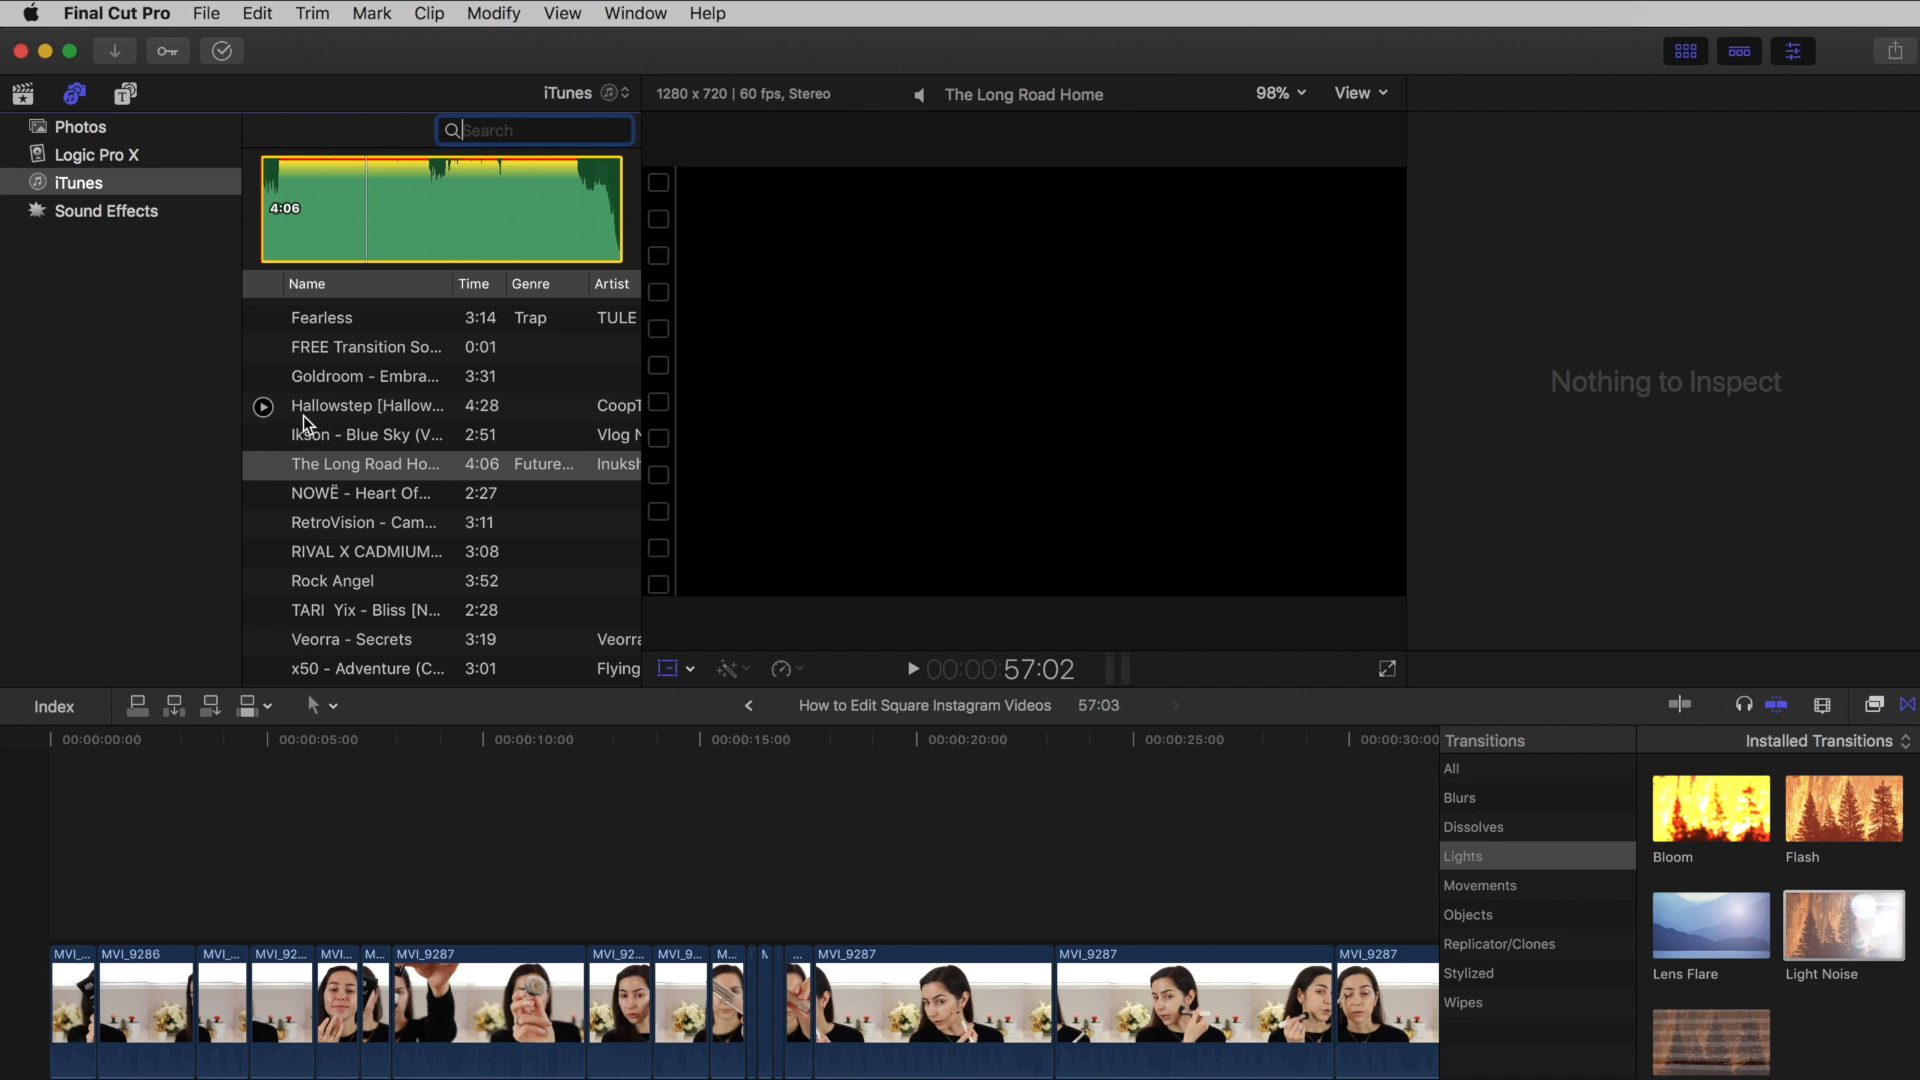 Final Cut Pro File Edit Trim Mark Clip Modify View Window Help
iTunes
1280 x 720 | 60 fps, Stereo
The Long Road Home
98%
View
Photos
Logic Pro X
iTunes
Sound Effects
Search
4:06
Name Time Genre Artist
Fearless 3:14 Trap TULE
FREE Transition So... 0:01
Goldroom - Embra... 3:31
Hallowstep [Hallow... 4:28 CoopT
Ikson - Blue Sky (V... 2:51 Vlog N
The Long Road Ho... 4:06 Future... Inuksh
NOWË - Heart Of... 2:27
RetroVision - Cam... 3:11
RIVAL X CADMIUM... 3:08
Rock Angel 3:52
TARI Yix - Bliss [N... 2:28
Veorra - Secrets 3:19 Veorra
x50 - Adventure (C... 3:01 Flying
Nothing to Inspect
00:00:00:57:02
Index
How to Edit Square Instagram Videos 57:03
00:00:00:00 00:00:05:00 00:00:10:00 00:00:15:00 00:00:20:00 00:00:25:00 00:00:30:00
MVI_... MVI_9286 MVI_... MVI_92... MVI... M... MVI_9287 MVI_92... MVI_9... M... ... MVI_9287 MVI_9287 MVI_9287
Transitions
Installed Transitions
All
Blurs
Dissolves
Lights
Movements
Objects
Replicator/Clones
Stylized
Wipes
Bloom Flash
Lens Flare Light Noise